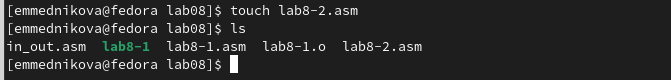 [emmednikova@fedora lab08]$ touch lab8-2.asm
[emmednikova@fedora lab08]$ ls
in_out.asm  lab8-1  lab8-1.asm  lab8-1.o  lab8-2.asm
[emmednikova@fedora lab08]$